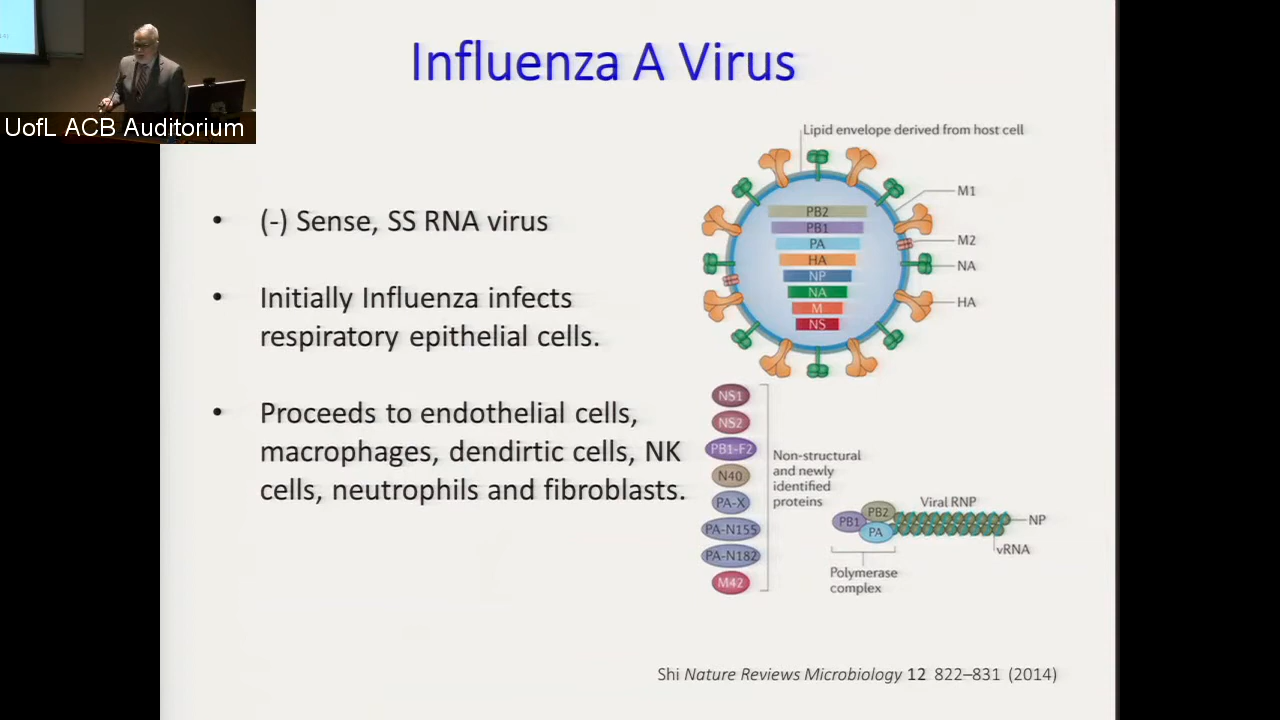 UofL ACB Auditorium
Influenza A Virus
• (-) Sense, SS RNA virus
• Initially Influenza infects
respiratory epithelial cells.
• Proceeds to endothelial cells,
macrophages, dendirtic cells, NK
cells, neutrophils and fibroblasts.
Lipid envelope derived from host cell
M1
M2
NA
HA
PB2
PB1
PA
HA
NP
NA
M
NS
NS1
NS2
PB1-F2
N40
PA-X
PA-N155
PA-N182
M42
Non-structural
and newly
identified
proteins
Viral RNP
PB1
PB2
PA
NP
vRNA
Polymerase
complex
Shi Nature Reviews Microbiology 12 822–831 (2014)